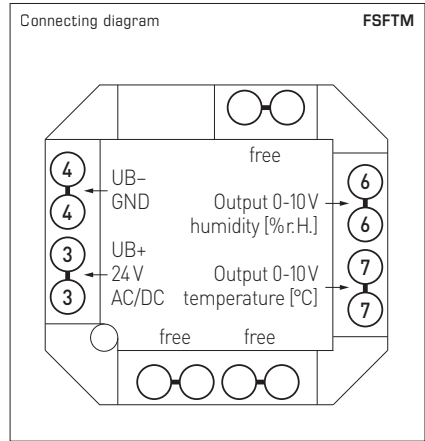 Connecting diagram FSFTM
free
4
4
UB–
GND
6
6
Output 0-10 V
humidity [% r. H.]
3
3
UB+
24 V
AC/DC
7
7
Output 0-10 V
temperature [°C]
free free